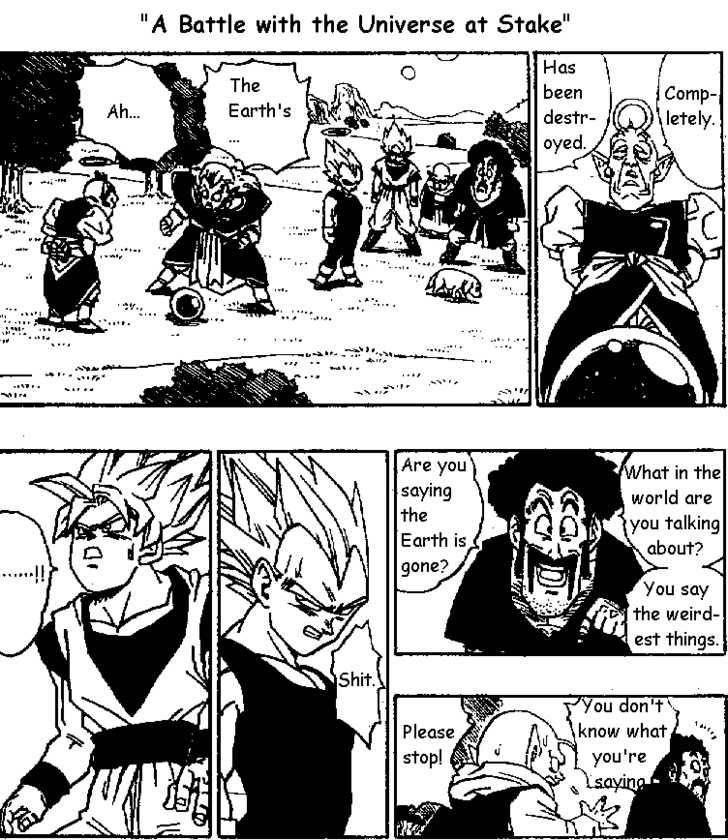 "A Battle with the Universe at Stake"
Comp-
letely.
Has
been
destr-
oyed.
The
Earth's
...
Ah...
What in the
world are
you talking
about?
You say
the weird-
est things.
Are you
saying
the
Earth is
gone?
You don't
know what
you're
saying
Please
stop!
Shit.
........!!